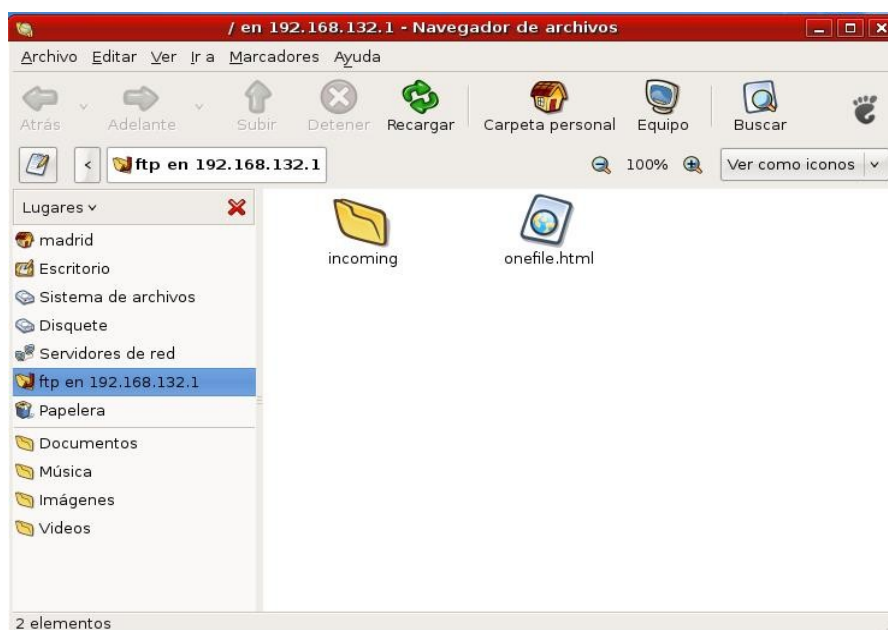 / en 192.168.132.1 - Navegador de archivos
Archivo Editar Ver Ir a Marcadores Ayuda
Atrás Adelante Subir Detener Recargar Carpeta personal Equipo Buscar
< ftp en 192.168.132.1 100% Ver como iconos
Lugares
madrid
Escritorio
Sistema de archivos
Disquete
Servidores de red
ftp en 192.168.132.1
Papelera
Documentos
Música
Imágenes
Videos
incoming onefile.html
2 elementos